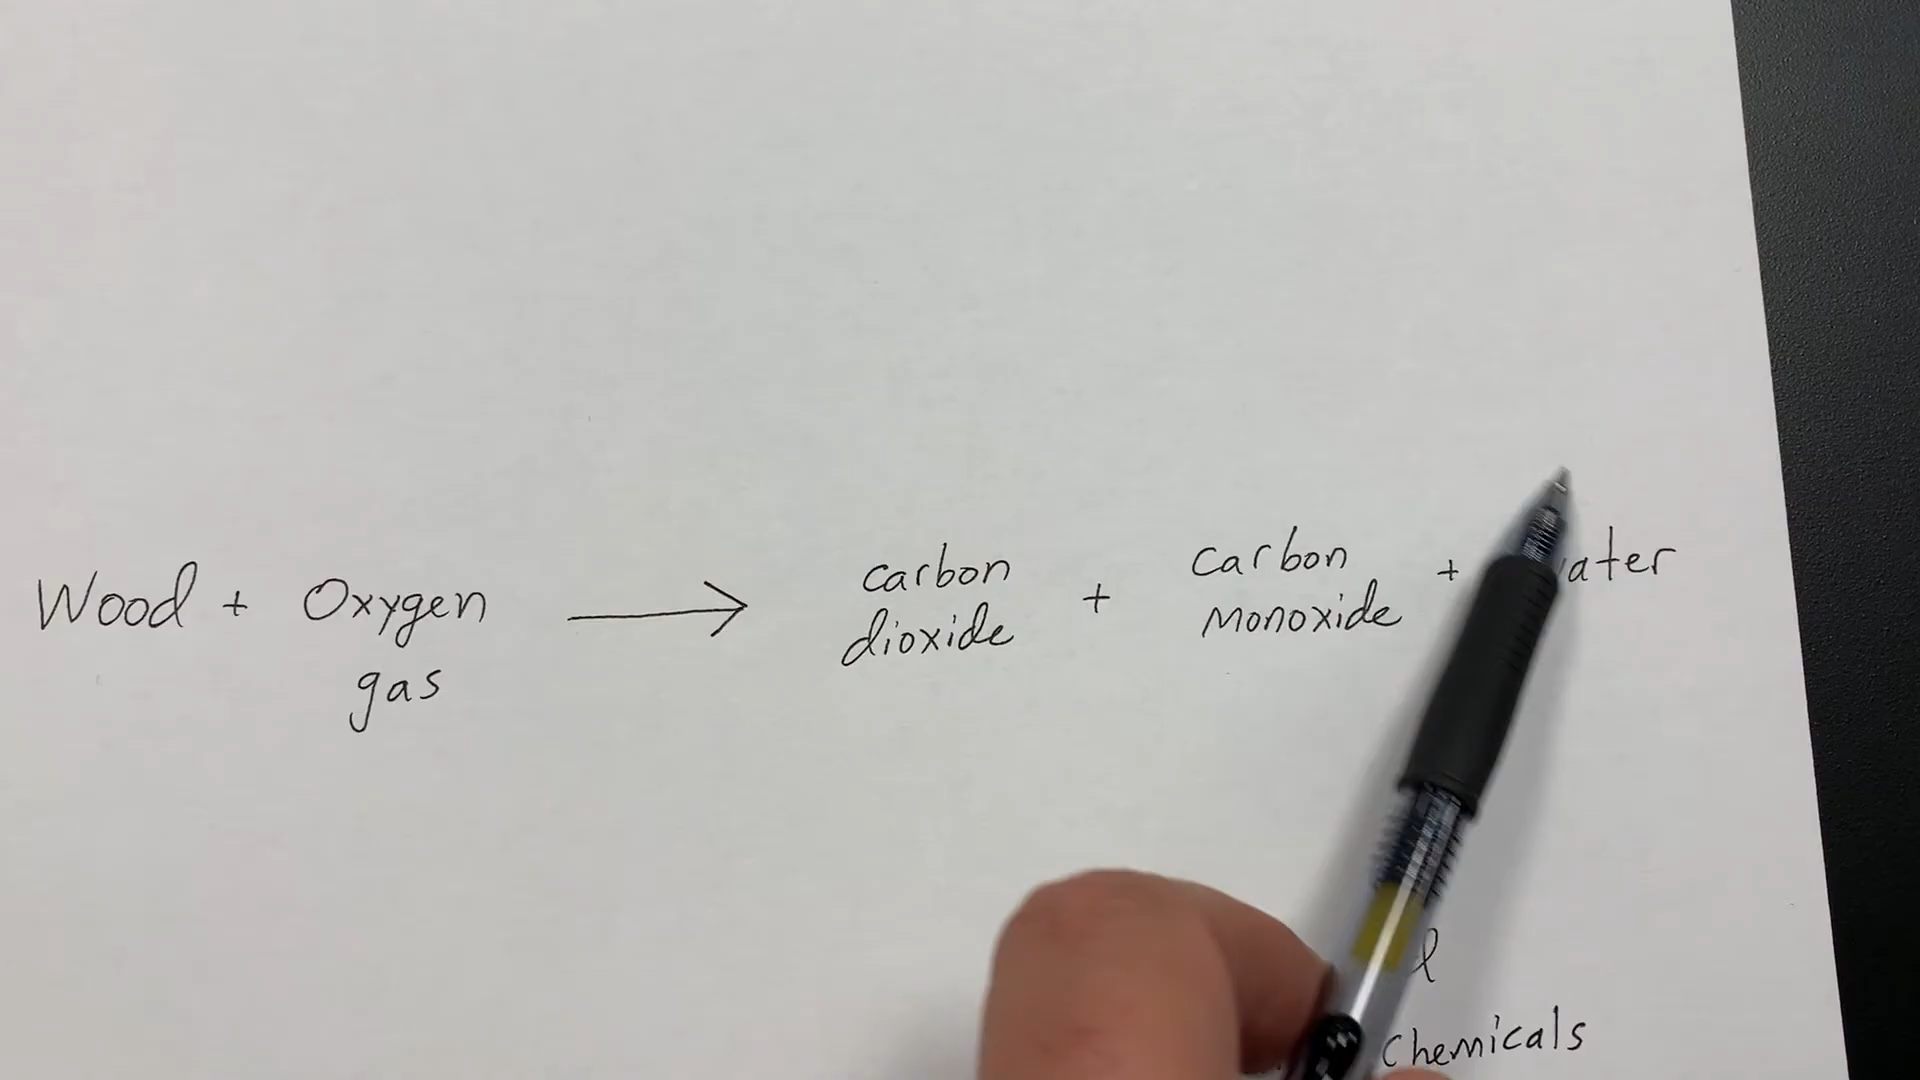 Wood + Oxygen gas → carbon dioxide + carbon monoxide +
chemicals